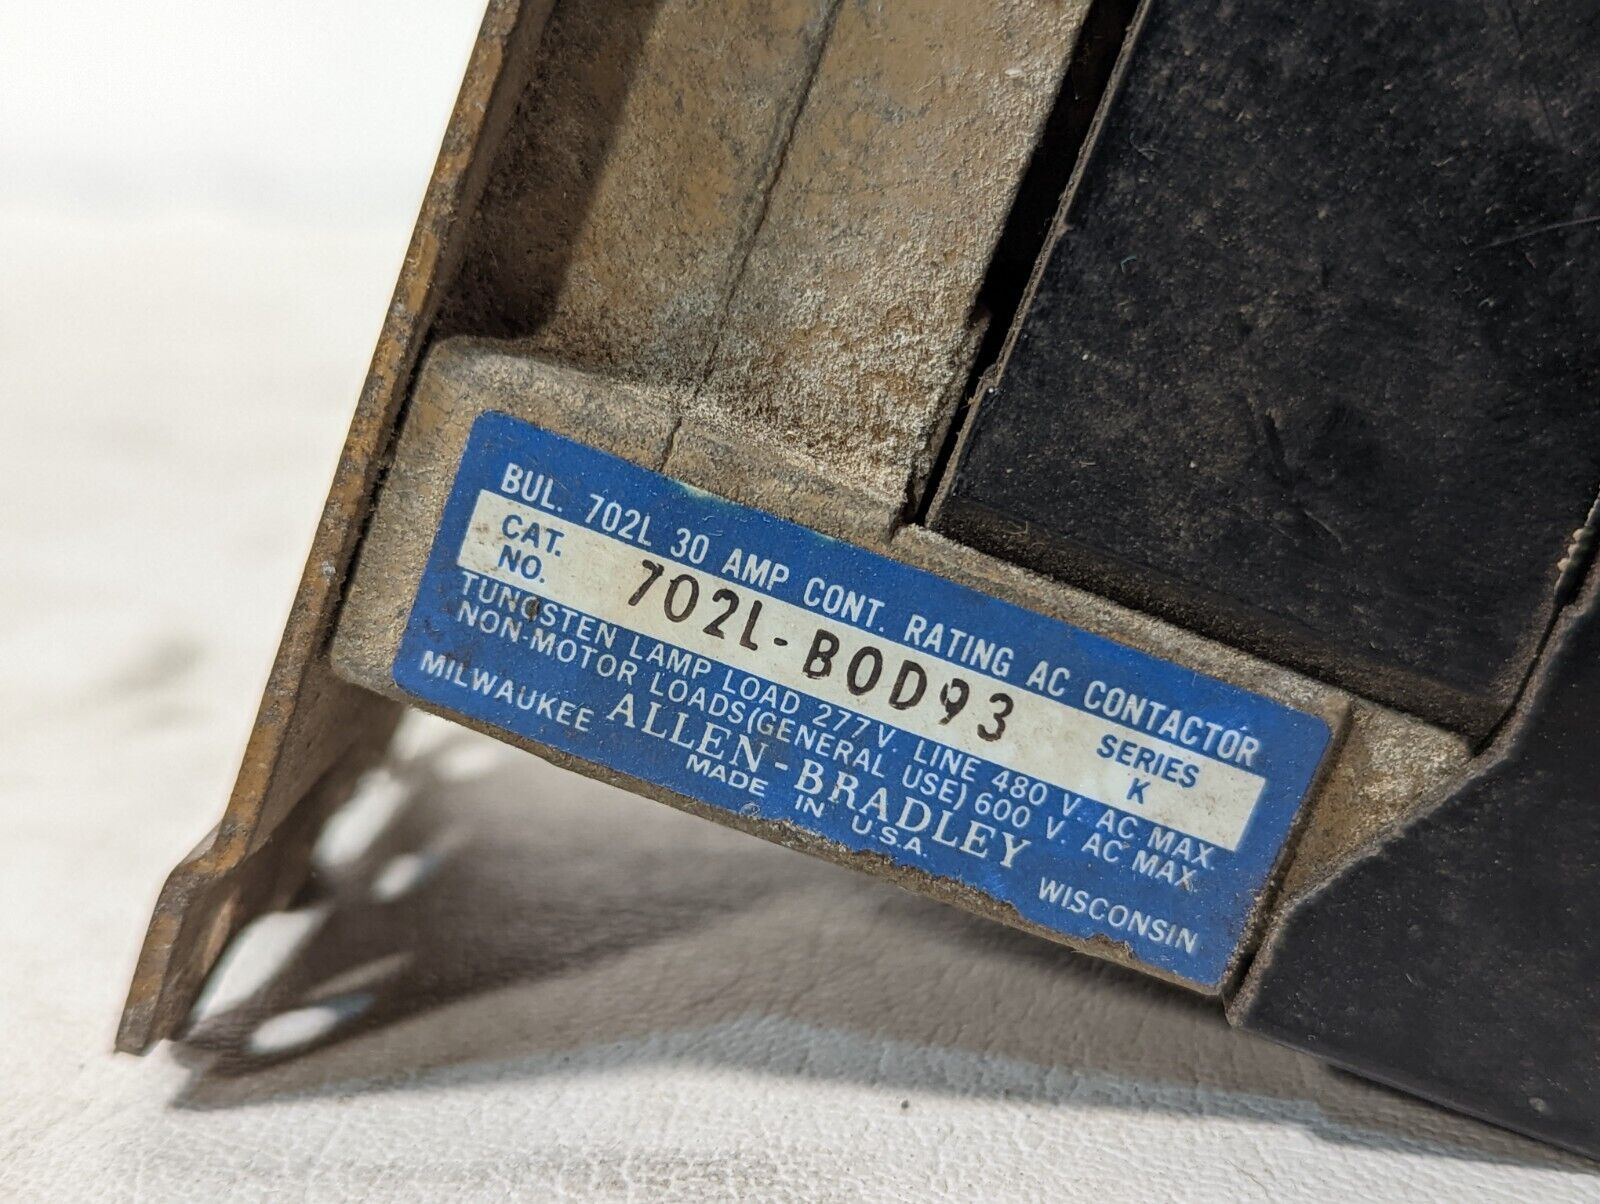 BUL. 702L 30 AMP CONT. RATING AC CONTACTOR
CAT. NO. 702L-BOD93 SERIES K
TUNGSTEN LAMP LOAD 277V. LINE 480 V. AC MAX.
NON-MOTOR LOADS(GENERAL USE) 600 V. AC MAX.
MILWAUKEE ALLEN-BRADLEY WISCONSIN
MADE IN U.S.A.